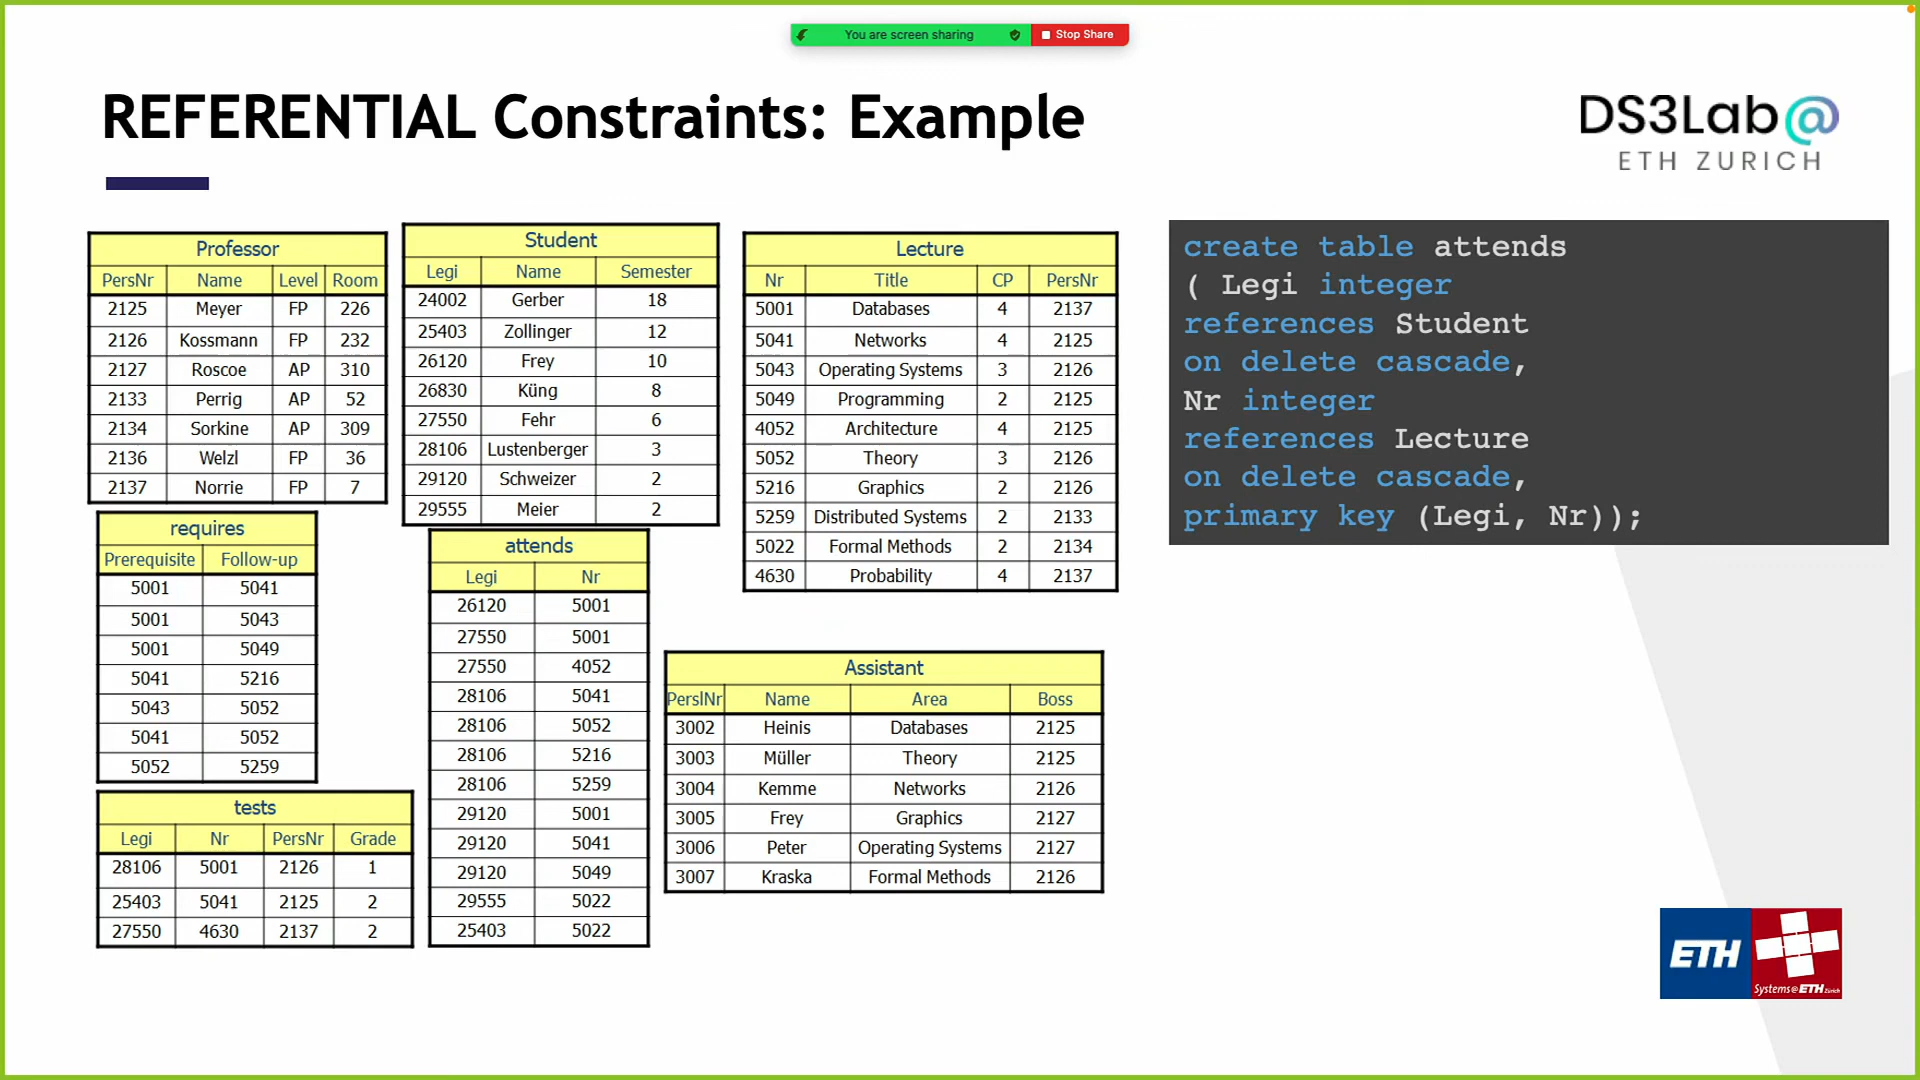 You are screen sharing
Stop Share
REFERENTIAL Constraints: Example
DS3Lab@
ETH ZURICH
Professor
PersNr Name Level Room
2125 Meyer FP 226
2126 Kossmann FP 232
2127 Roscoe AP 310
2133 Perrig AP 52
2134 Sorkine AP 309
2136 Welzl FP 36
2137 Norrie FP 7
Student
Legi Name Semester
24002 Gerber 18
25403 Zollinger 12
26120 Frey 10
26830 Küng 8
27550 Fehr 6
28106 Lustenberger 3
29120 Schweizer 2
29555 Meier 2
Lecture
Nr Title CP PersNr
5001 Databases 4 2137
5041 Networks 4 2125
5043 Operating Systems 3 2126
5049 Programming 2 2125
4052 Architecture 4 2125
5052 Theory 3 2126
5216 Graphics 2 2126
5259 Distributed Systems 2 2133
5022 Formal Methods 2 2134
4630 Probability 4 2137
create table attends
( Legi integer
references Student
on delete cascade,
Nr integer
references Lecture
on delete cascade,
primary key (Legi, Nr));
requires
Prerequisite Follow-up
5001 5041
5001 5043
5001 5049
5041 5216
5043 5052
5041 5052
5052 5259
attends
Legi Nr
26120 5001
27550 5001
27550 4052
28106 5041
28106 5052
28106 5216
28106 5259
29120 5001
29120 5041
29120 5049
29555 5022
25403 5022
Assistant
PerslNr Name Area Boss
3002 Heinis Databases 2125
3003 Müller Theory 2125
3004 Kemme Networks 2126
3005 Frey Graphics 2127
3006 Peter Operating Systems 2127
3007 Kraska Formal Methods 2126
tests
Legi Nr PersNr Grade
28106 5001 2126 1
25403 5041 2125 2
27550 4630 2137 2
ETH
Systems@ETH Zürich